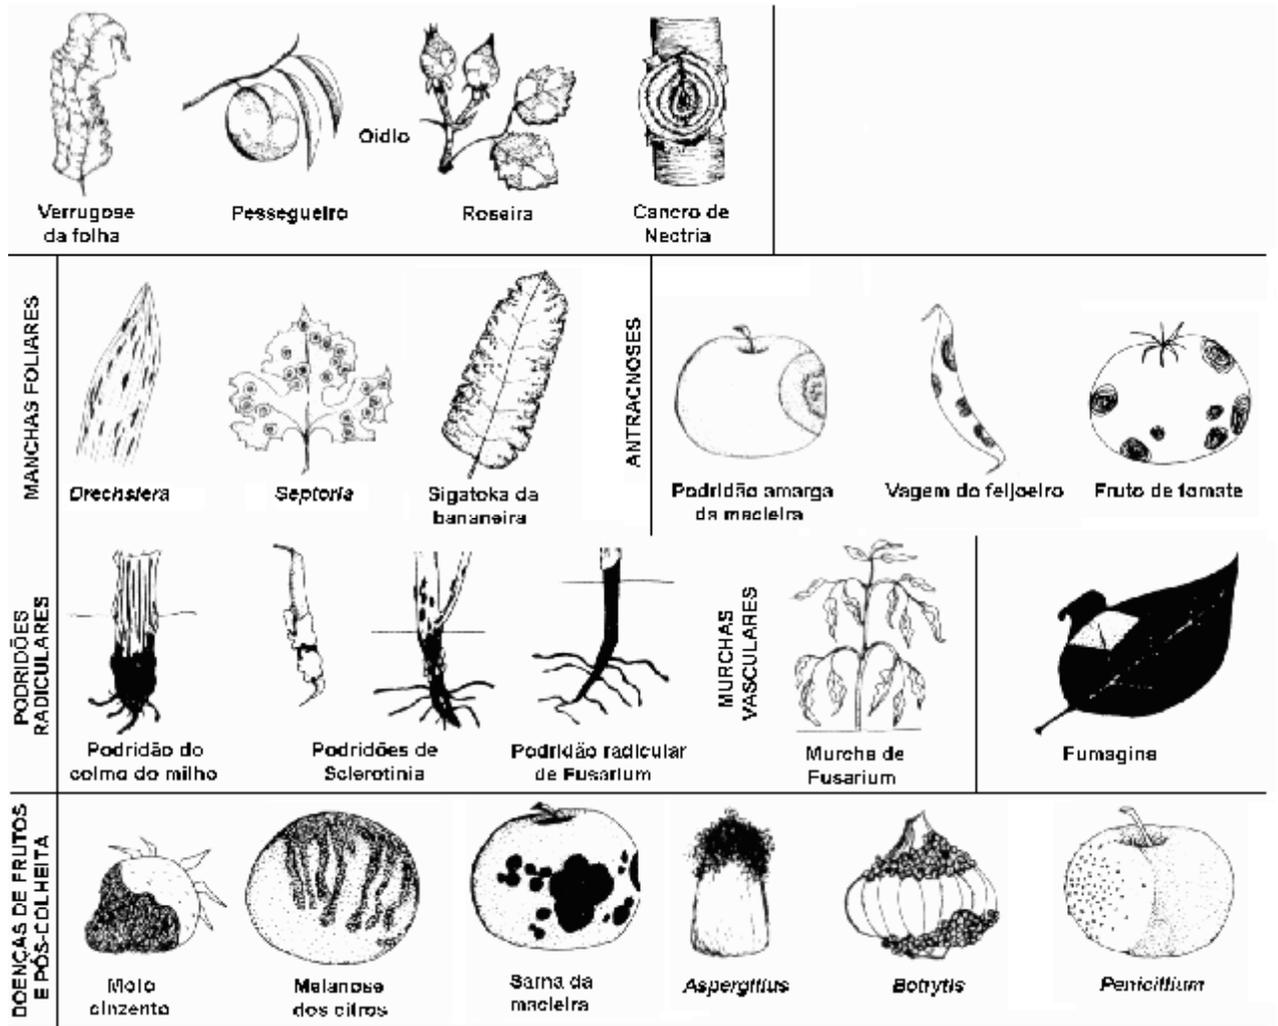 Oidio
Verrugose
da folha
Pessegueiro
Roseira
Cancro de
Nectria
MANCHAS FOLIARES
Drechslera
Septoria
Sigatoka da
bananeira
ANTRACNOSES
Podridão amarga
da macieira
Vagem do feijoeiro
Fruto de tomate
PODRIDÕES
RADICULARES
Podridão do
colmo do milho
Podridões de
Sclerotinia
Podridão radicular
de Fusarium
MURCHAS
VASCULARES
Murcha de
Fusarium
Fumagina
DOENÇAS DE FRUTOS
E PÓS-COLHEITA
Mofo
cinzento
Melanose
dos citros
Sarna da
macieira
Aspergillus
Botrytis
Penicillium